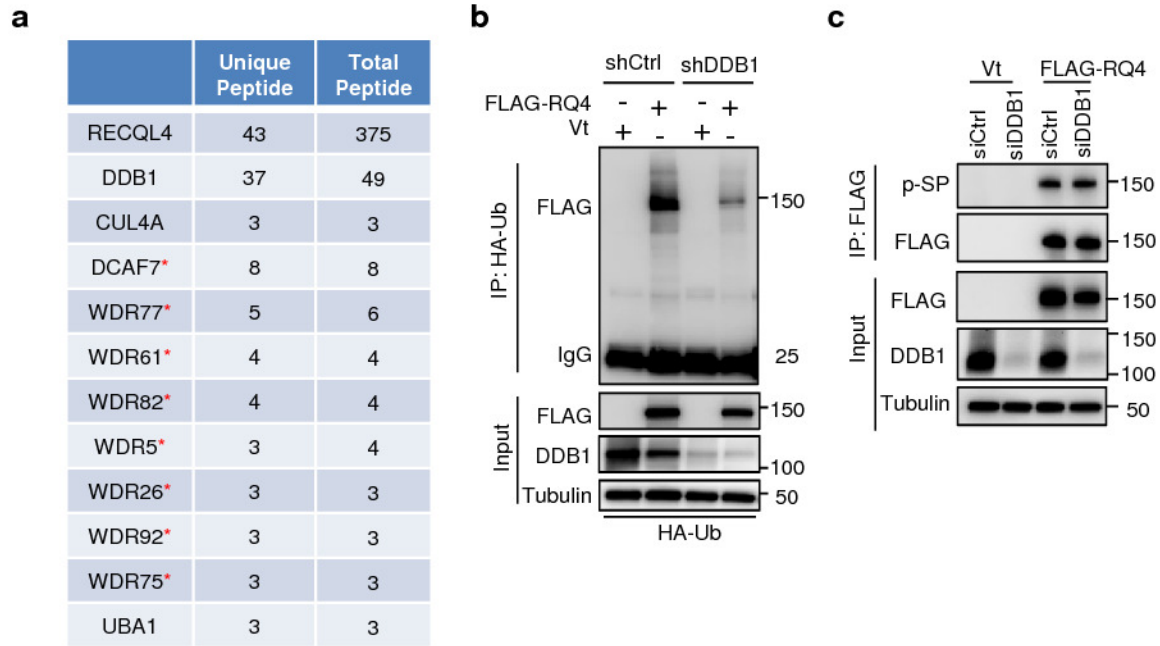 a
Unique Peptide Total Peptide
RECQL4 43 375
DDB1 37 49
CUL4A 3 3
DCAF7* 8 8
WDR77* 5 6
WDR61* 4 4
WDR82* 4 4
WDR5* 3 4
WDR26* 3 3
WDR92* 3 3
WDR75* 3 3
UBA1 3 3
b
shCtrl shDDB1
FLAG-RQ4 - + - +
Vt + - + -
IP: HA-Ub
FLAG 150
IgG 25
Input
FLAG 150
DDB1 100
Tubulin 50
HA-Ub
c
Vt FLAG-RQ4
siCtrl siDDB1 siCtrl siDDB1
IP: FLAG
p-SP 150
FLAG 150
Input
FLAG 150
DDB1 150
100
Tubulin 50